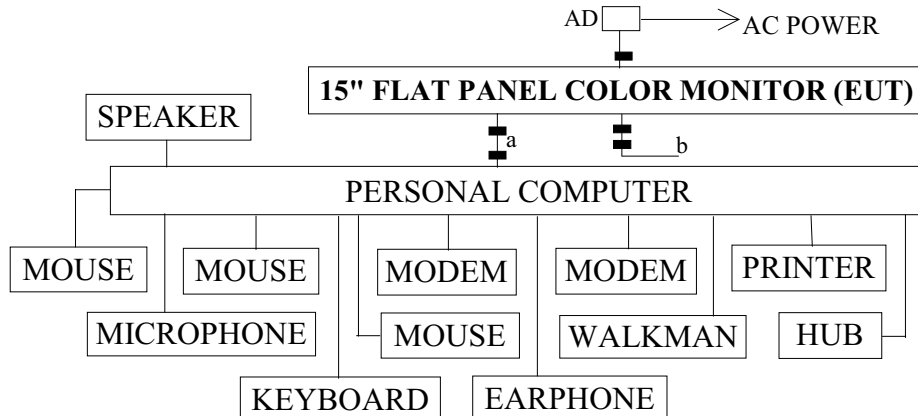 AD
AC POWER
15" FLAT PANEL COLOR MONITOR (EUT)
SPEAKER
a
b
PERSONAL COMPUTER
MOUSE
MOUSE
MODEM
MODEM
PRINTER
MICROPHONE
MOUSE
WALKMAN
HUB
KEYBOARD
EARPHONE